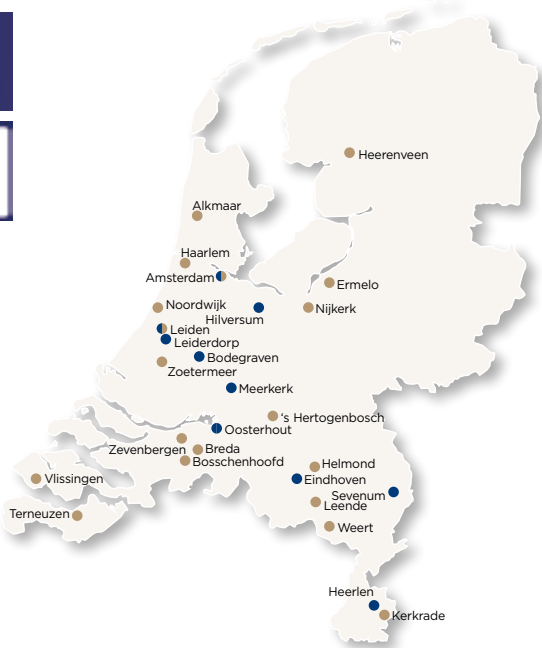 Heerenveen
Alkmaar
Haarlem
Amsterdam
Ermelo
Noordwijk
Nijkerk
Hilversum
Leiden
Leiderdorp
Bodegraven
Zoetermeer
Meerkerk
‘s Hertogenbosch
Oosterhout
Zevenbergen
Breda
Bosschenhoofd
Helmond
Vlissingen
Eindhoven
Sevenum
Leende
Terneuzen
Weert
Heerlen
Kerkrade